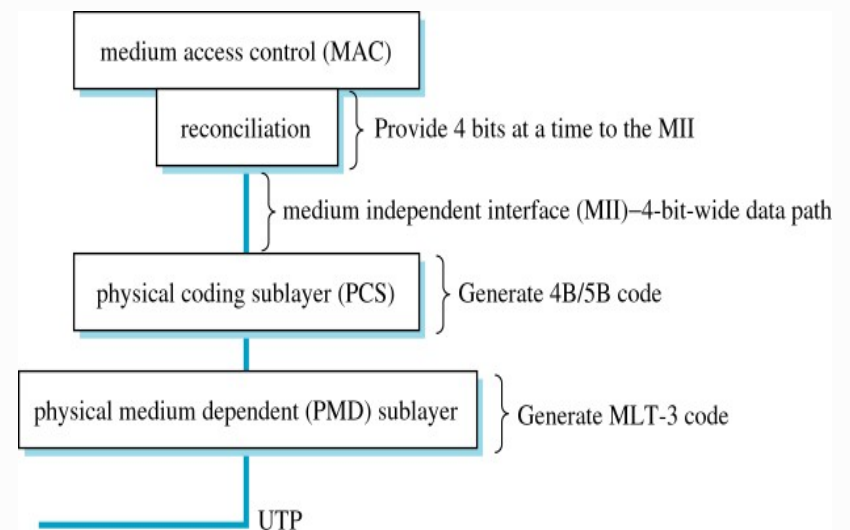 medium access control (MAC)
reconciliation
Provide 4 bits at a time to the MII
medium independent interface (MII)–4-bit-wide data path
physical coding sublayer (PCS)
Generate 4B/5B code
physical medium dependent (PMD) sublayer
Generate MLT-3 code
UTP